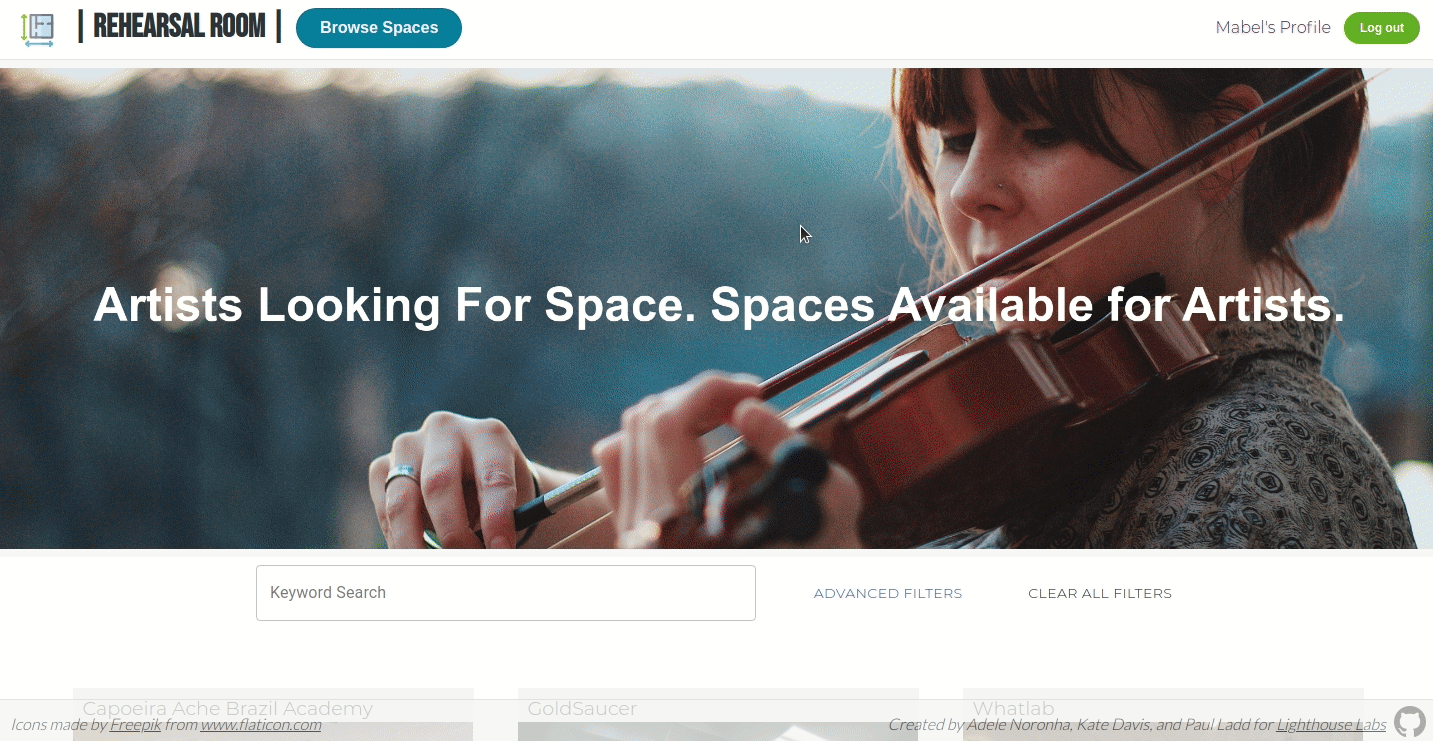 | REHEARSAL ROOM |
Browse Spaces
Mabel's Profile
Log out
Artists Looking For Space. Spaces Available for Artists.
Keyword Search
ADVANCED FILTERS
CLEAR ALL FILTERS
Capoeira Ache Brazil Academy
GoldSaucer
Whatlab
Icons made by Freepik from www.flaticon.com
Created by Adele Noronha, Kate Davis, and Paul Ladd for Lighthouse Labs